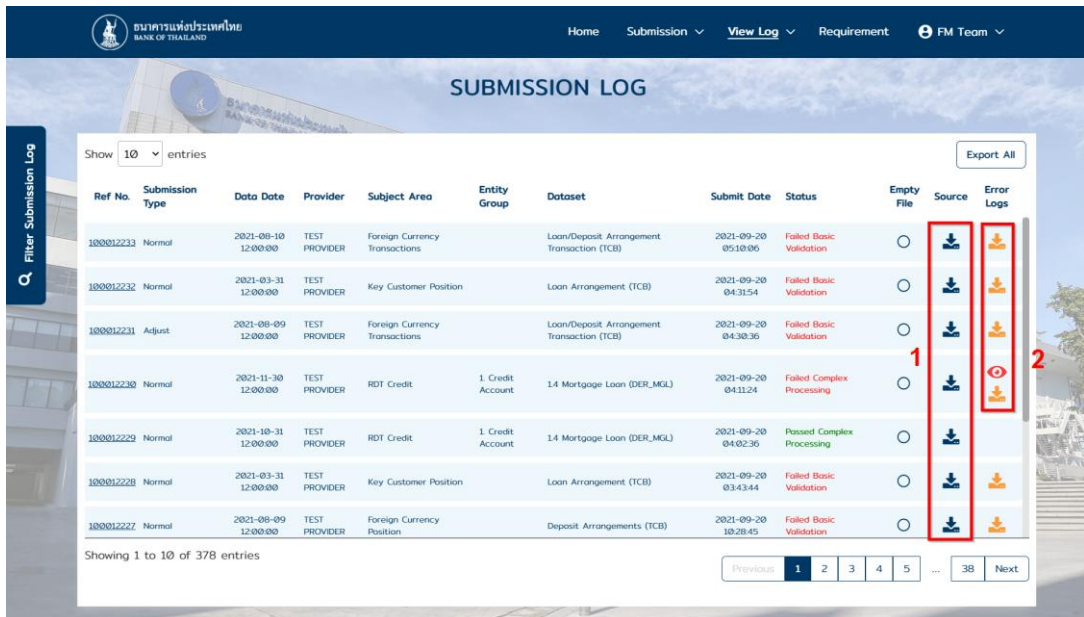 ธนาคารแห่งประเทศไทย
BANK OF THAILAND
Home Submission View Log Requirement FM Team
SUBMISSION LOG
Filter Submission Log
Show 10 entries
Export All
Ref No. Submission Type Data Date Provider Subject Area Entity Group Dataset Submit Date Status Empty File Source Error Logs
100012233 Normal 2021-08-10 12:00:00 TEST PROVIDER Foreign Currency Transactions Loan/Deposit Arrangement Transaction (TCB) 2021-09-20 05:10:06 Failed Basic Validation
100012232 Normal 2021-03-31 12:00:00 TEST PROVIDER Key Customer Position Loan Arrangement (TCB) 2021-09-20 04:31:54 Failed Basic Validation
100012231 Adjust 2021-08-09 12:00:00 TEST PROVIDER Foreign Currency Transactions Loan/Deposit Arrangement Transaction (TCB) 2021-09-20 04:30:36 Failed Basic Validation
1 2
100012230 Normal 2021-11-30 12:00:00 TEST PROVIDER RDT Credit 1. Credit Account 1.4 Mortgage Loan (DER_MGL) 2021-09-20 04:11:24 Failed Complex Processing
100012229 Normal 2021-10-31 12:00:00 TEST PROVIDER RDT Credit 1. Credit Account 1.4 Mortgage Loan (DER_MGL) 2021-09-20 04:02:36 Passed Complex Processing
100012228 Normal 2021-03-31 12:00:00 TEST PROVIDER Key Customer Position Loan Arrangement (TCB) 2021-09-20 03:43:44 Failed Basic Validation
100012227 Normal 2021-08-09 12:00:00 TEST PROVIDER Foreign Currency Position Deposit Arrangements (TCB) 2021-09-20 10:28:45 Failed Basic Validation
Showing 1 to 10 of 378 entries
Previous 1 2 3 4 5 ... 38 Next